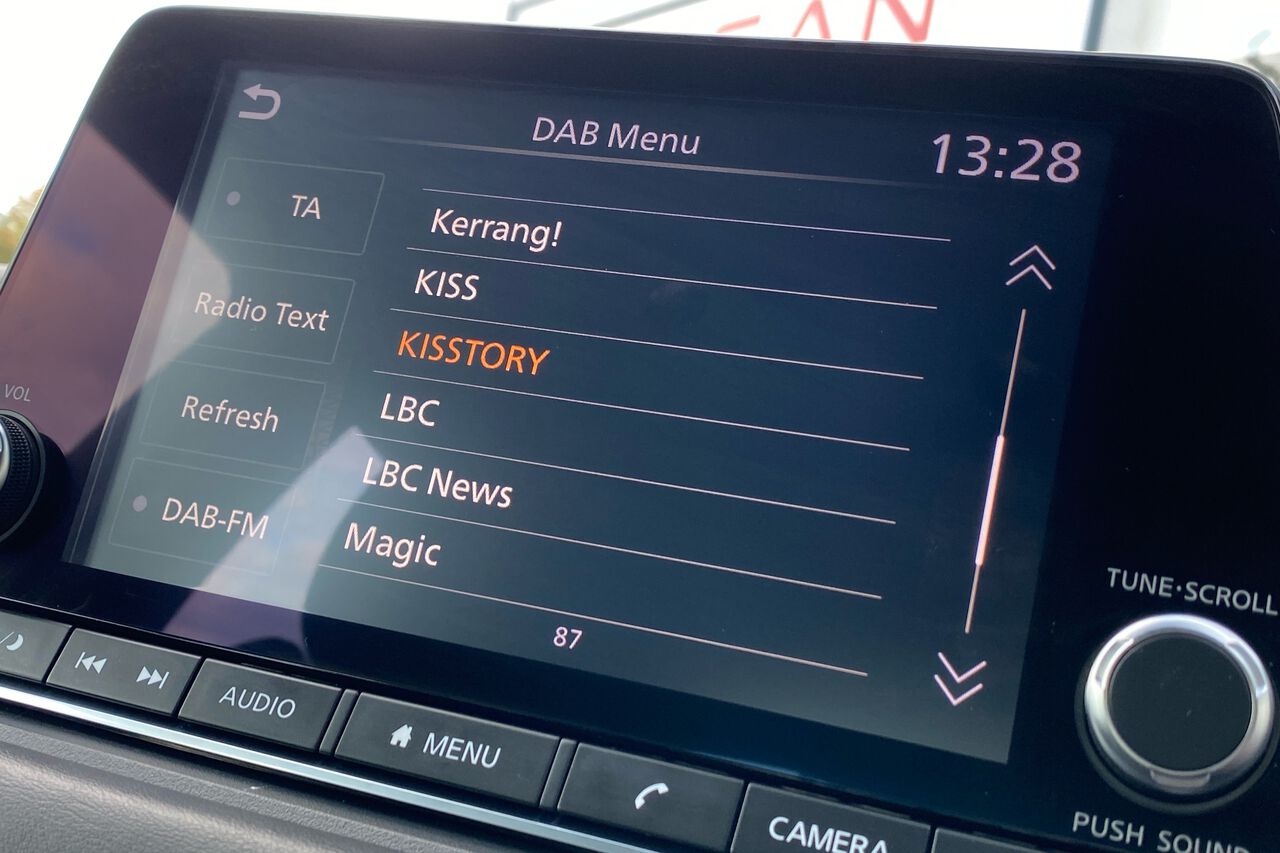 DAB Menu
13:28
TA
Radio Text
Refresh
DAB-FM
Kerrang!
KISS
KISSTORY
LBC
LBC News
Magic
87
VOL
TUNE·SCROLL
AUDIO
MENU
CAMERA
PUSH SOUND